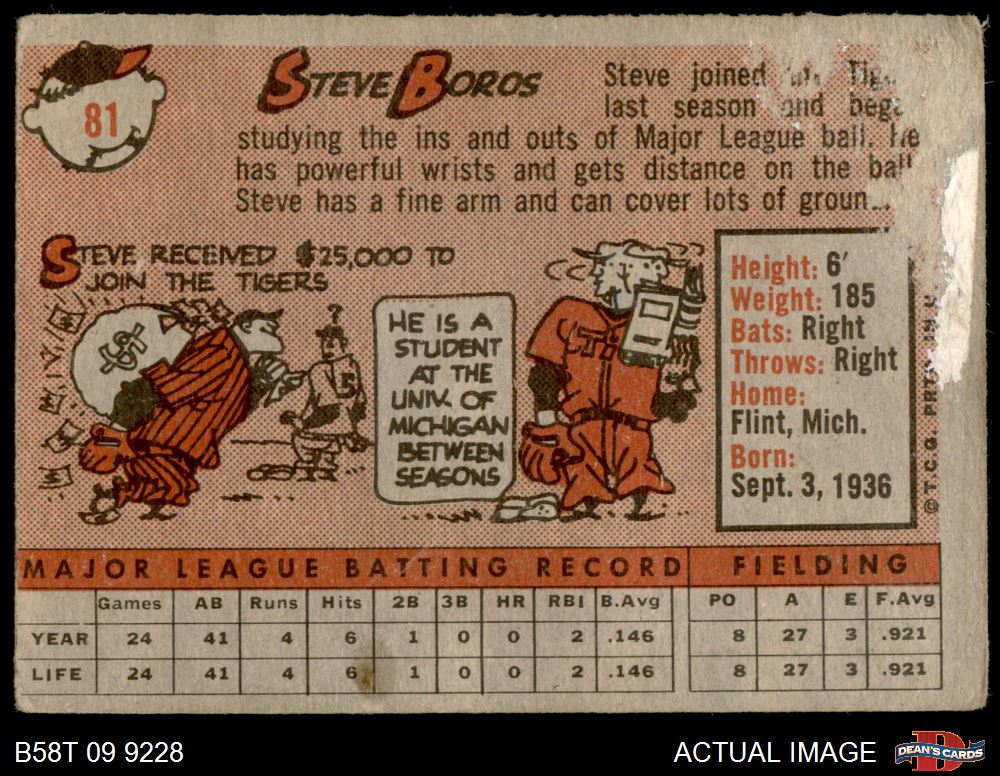 81
STEVE BOROS
Steve joined
last season and
studying the ins and outs of Major League ball. He
has powerful wrists and gets distance on the ball
Steve has a fine arm and can cover lots of
STEVE RECEIVED $25,000 TO
JOIN THE TIGERS
HE IS A
STUDENT
AT THE
UNIV. OF
MICHIGAN
BETWEEN
SEASONS
Height: 6'
Weight: 185
Bats: Right
Throws: Right
Home:
Flint, Mich.
Born:
Sept. 3, 1936
© T. C. G. IN
MAJOR LEAGUE BATTING RECORD FIELDING
Games AB Runs Hits 2B 3B HR RBI B.Avg PO A E F.Avg
YEAR 24 41 4 6 1 0 0 2 .146 8 27 3 .921
LIFE 24 41 4 6 1 0 0 2 .146 8 27 3 .921
B58T 09 9228 ACTUAL IMAGE DEAN'S CARDS